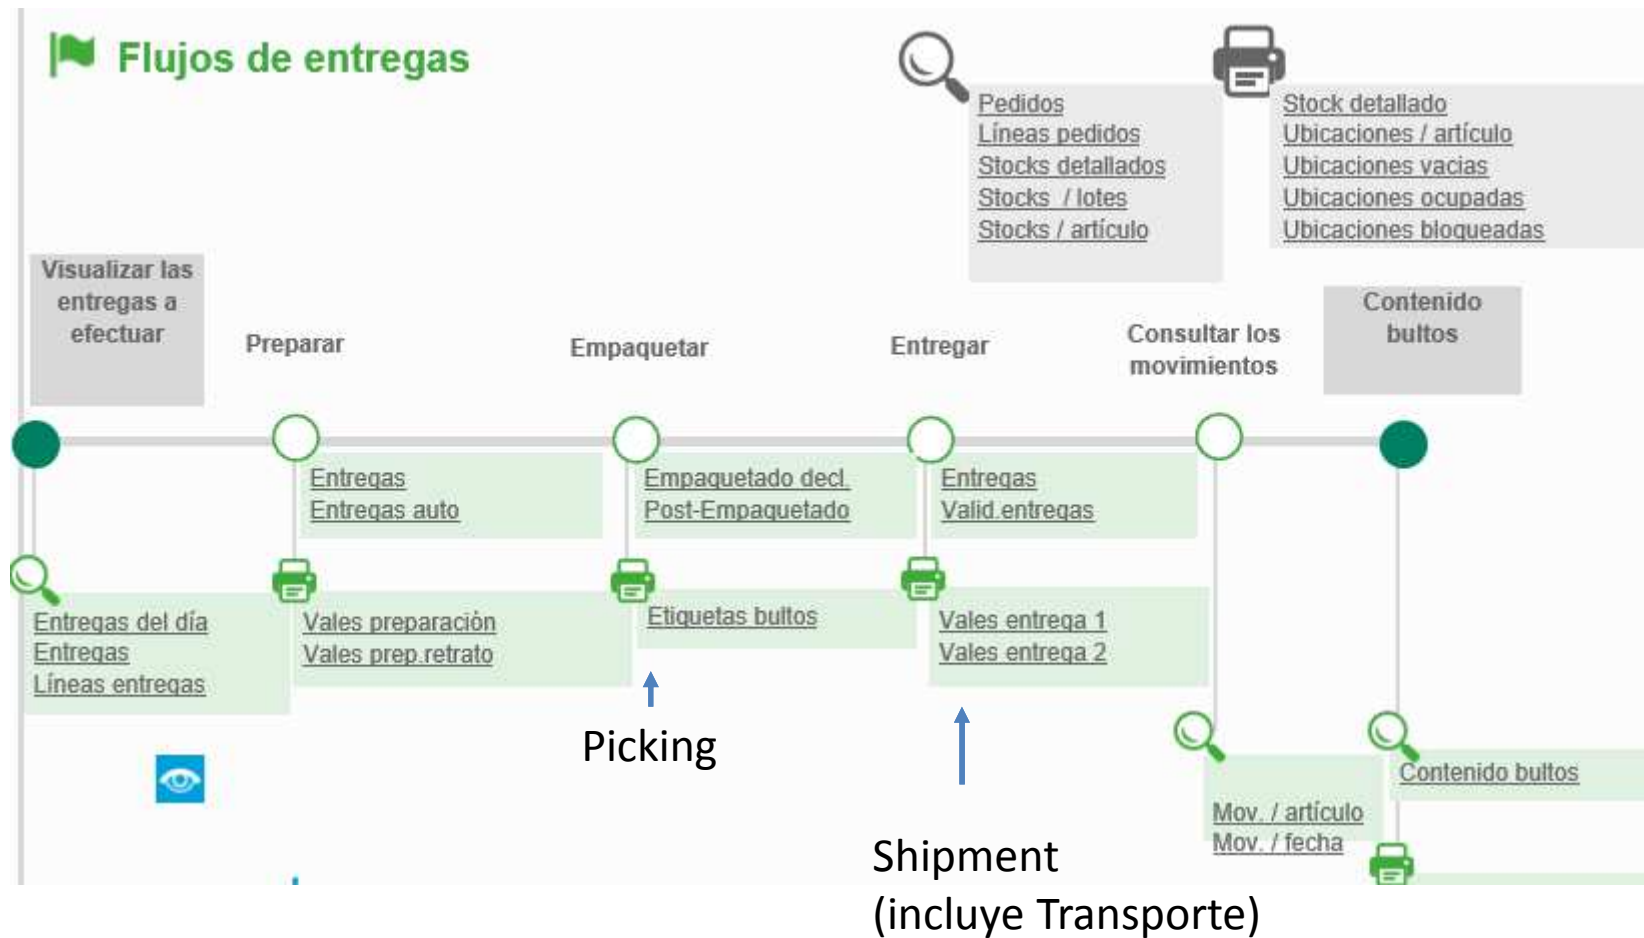 Flujos de entregas
Pedidos
Líneas pedidos
Stocks detallados
Stocks / lotes
Stocks / artículo
Stock detallado
Ubicaciones / artículo
Ubicaciones vacias
Ubicaciones ocupadas
Ubicaciones bloqueadas
Visualizar las
entregas a
efectuar
Preparar
Empaquetar
Entregar
Consultar los
movimientos
Contenido
bultos
Entregas
Entregas auto
Empaquetado decl.
Post-Empaquetado
Entregas
Valid.entregas
Entregas del día
Entregas
Líneas entregas
Vales preparación
Vales prep.retrato
Etiquetas bultos
Vales entrega 1
Vales entrega 2
Picking
Shipment
(incluye Transporte)
Mov. / artículo
Mov. / fecha
Contenido bultos